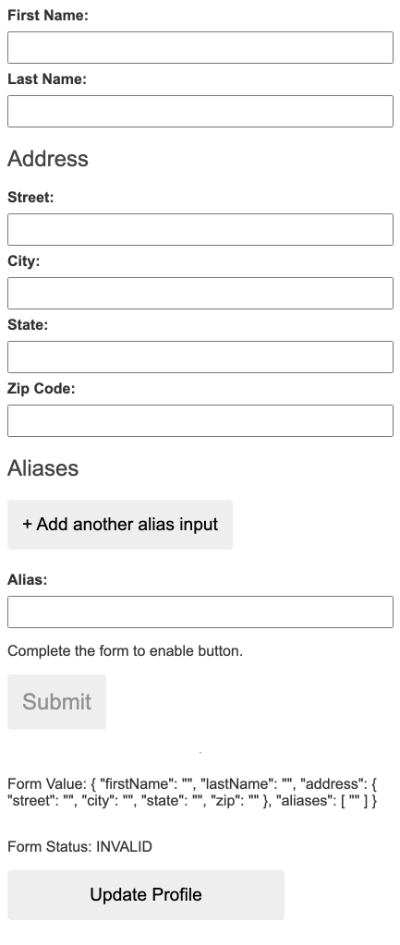 First Name:
Last Name:
Address
Street:
City:
State:
Zip Code:
Aliases
+ Add another alias input
Alias:
Complete the form to enable button.
Submit
Form Value: { "firstName": "", "lastName": "", "address": {
"street": "", "city": "", "state": "", "zip": "" }, "aliases": [ "" ] }
Form Status: INVALID
Update Profile